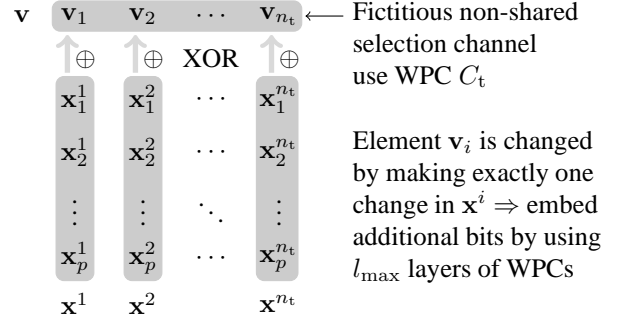 v v₁ v₂ ⋯ vₙₜ ← Fictitious non-shared
selection channel
⊕ ⊕ XOR ⊕ use WPC Cₜ
x₁¹ x₁² ⋯ x₁ⁿᵗ
x₂¹ x₂² ⋯ x₂ⁿᵗ Element vᵢ is changed
by making exactly one
⋮ ⋮ ⋱ ⋮ change in xⁱ ⇒ embed
additional bits by using
xₚ¹ xₚ² ⋯ xₚⁿᵗ lₘₐₓ layers of WPCs
x¹ x² xⁿᵗ